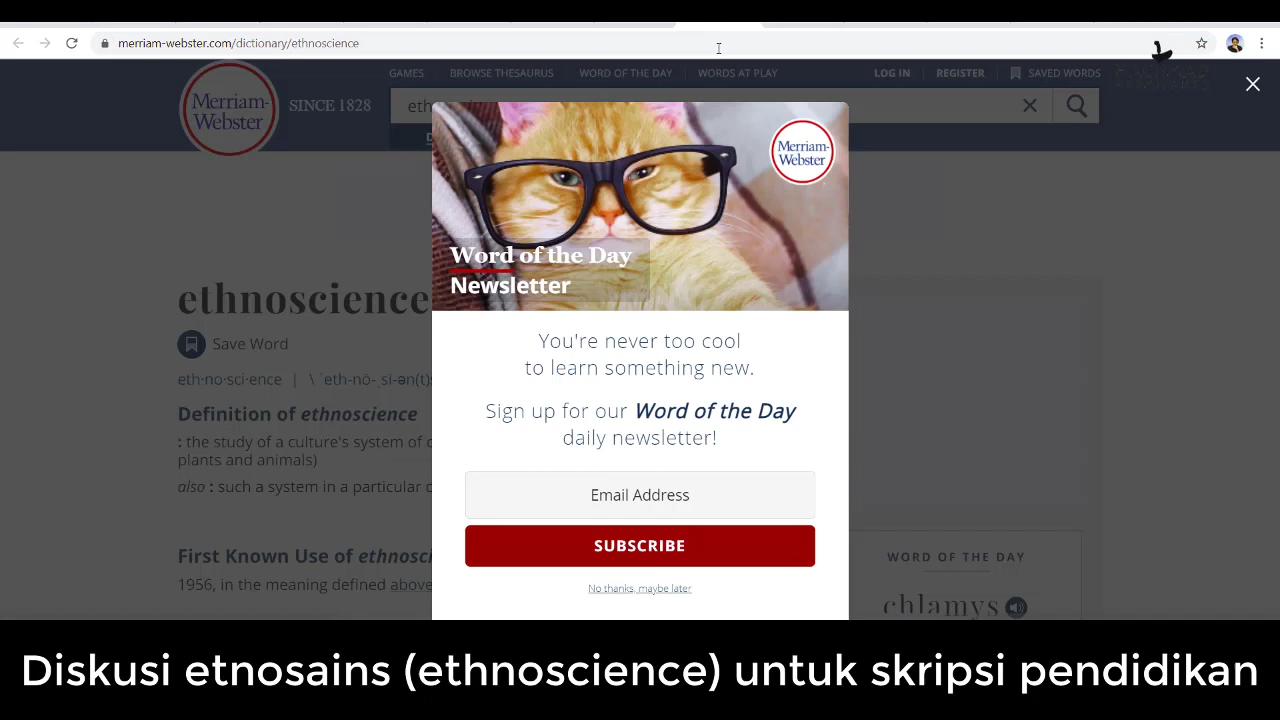 merriam-webster.com/dictionary/ethnoscience
GAMES
BROWSE THESAURUS
WORD OF THE DAY
WORDS AT PLAY
LOG IN
REGISTER
SAVED WORDS
Merriam-
Webster
SINCE 1828
Merriam-
Webster
Word of the Day
Newsletter
ethnoscience
Save Word
eth·no·sci·ence
Definition of ethnoscience
: the study of a culture's system of
plants and animals)
also : such a system in a particular
First Known Use of
1956, in the meaning defined above
You're never too cool
to learn something new.
Sign up for our Word of the Day
daily newsletter!
Email Address
SUBSCRIBE
No thanks, maybe later
WORD OF THE DAY
chlamys
Diskusi etnosains (ethnoscience) untuk skripsi pendidikan